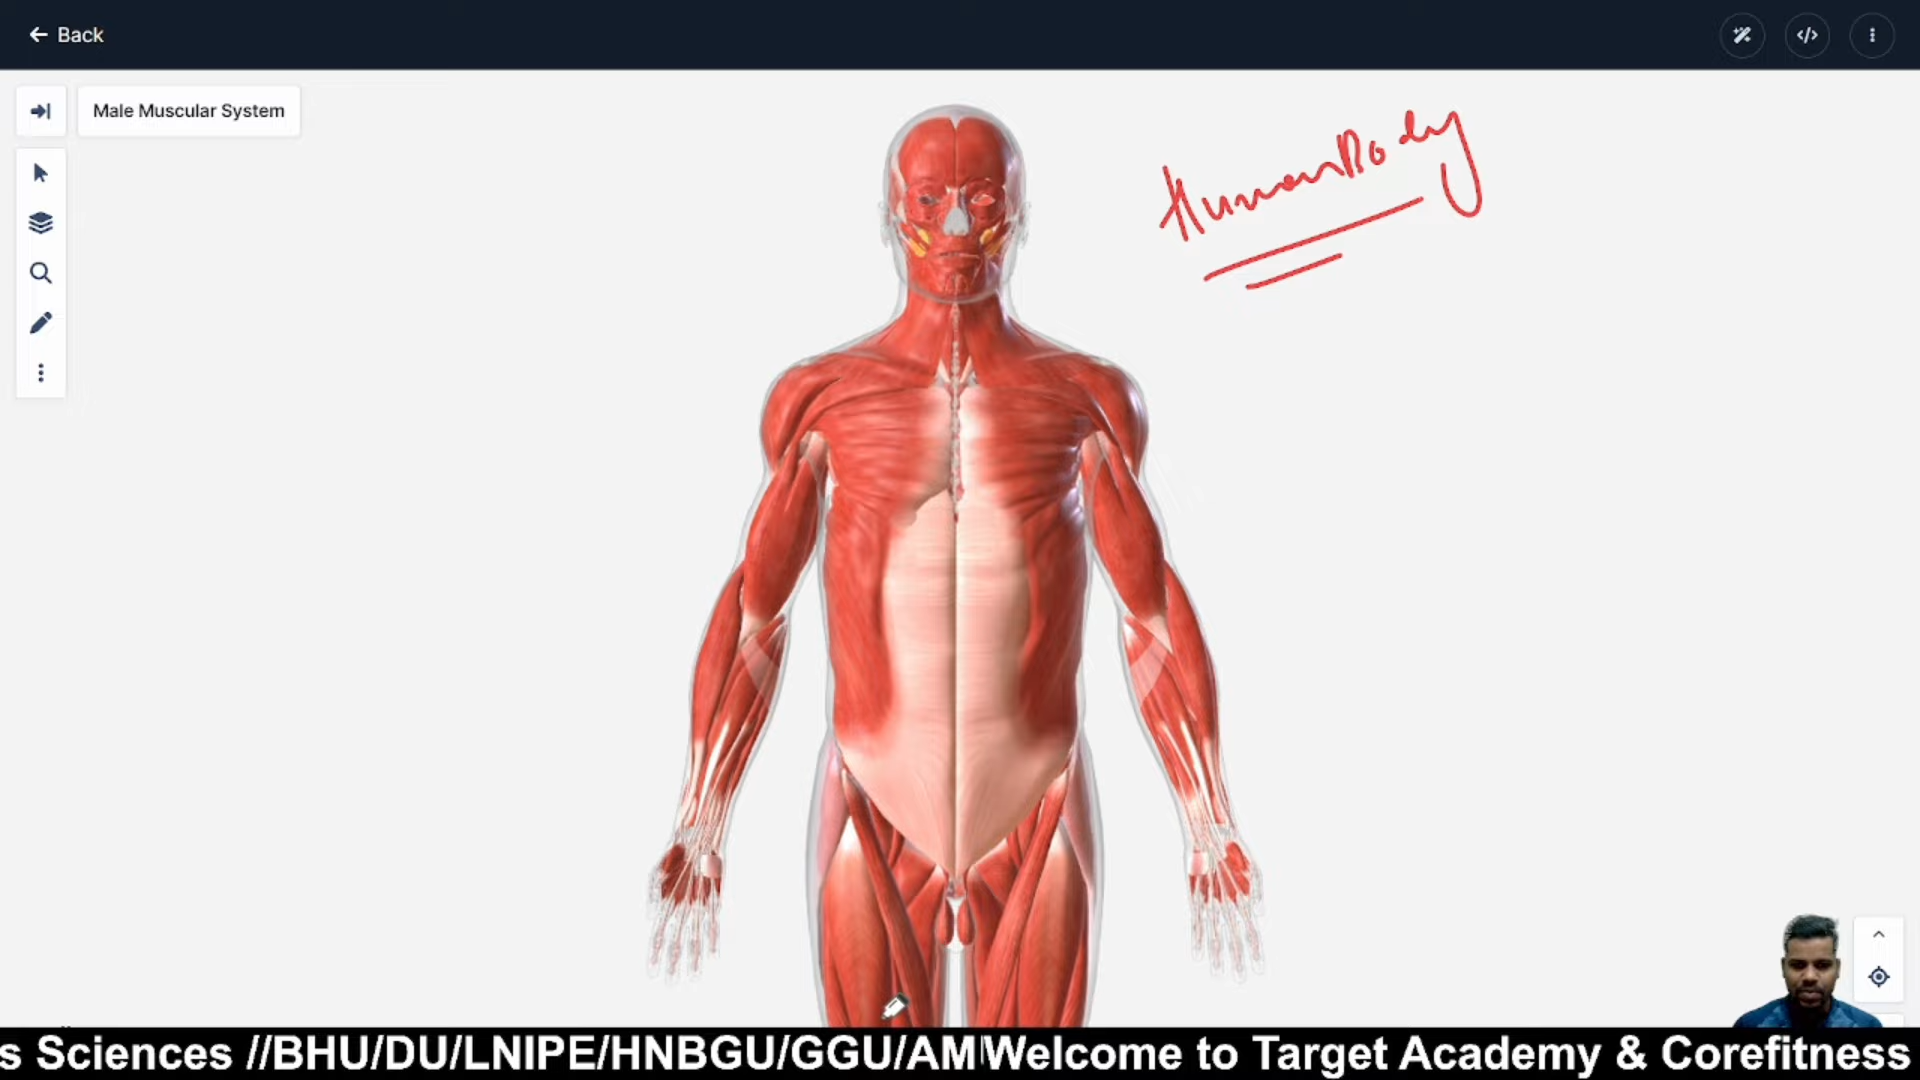 Back
Male Muscular System
Human Body
s Sciences //BHU/DU/LNIPE/HNBGU/GGU/AM Welcome to Target Academy & Corefitness